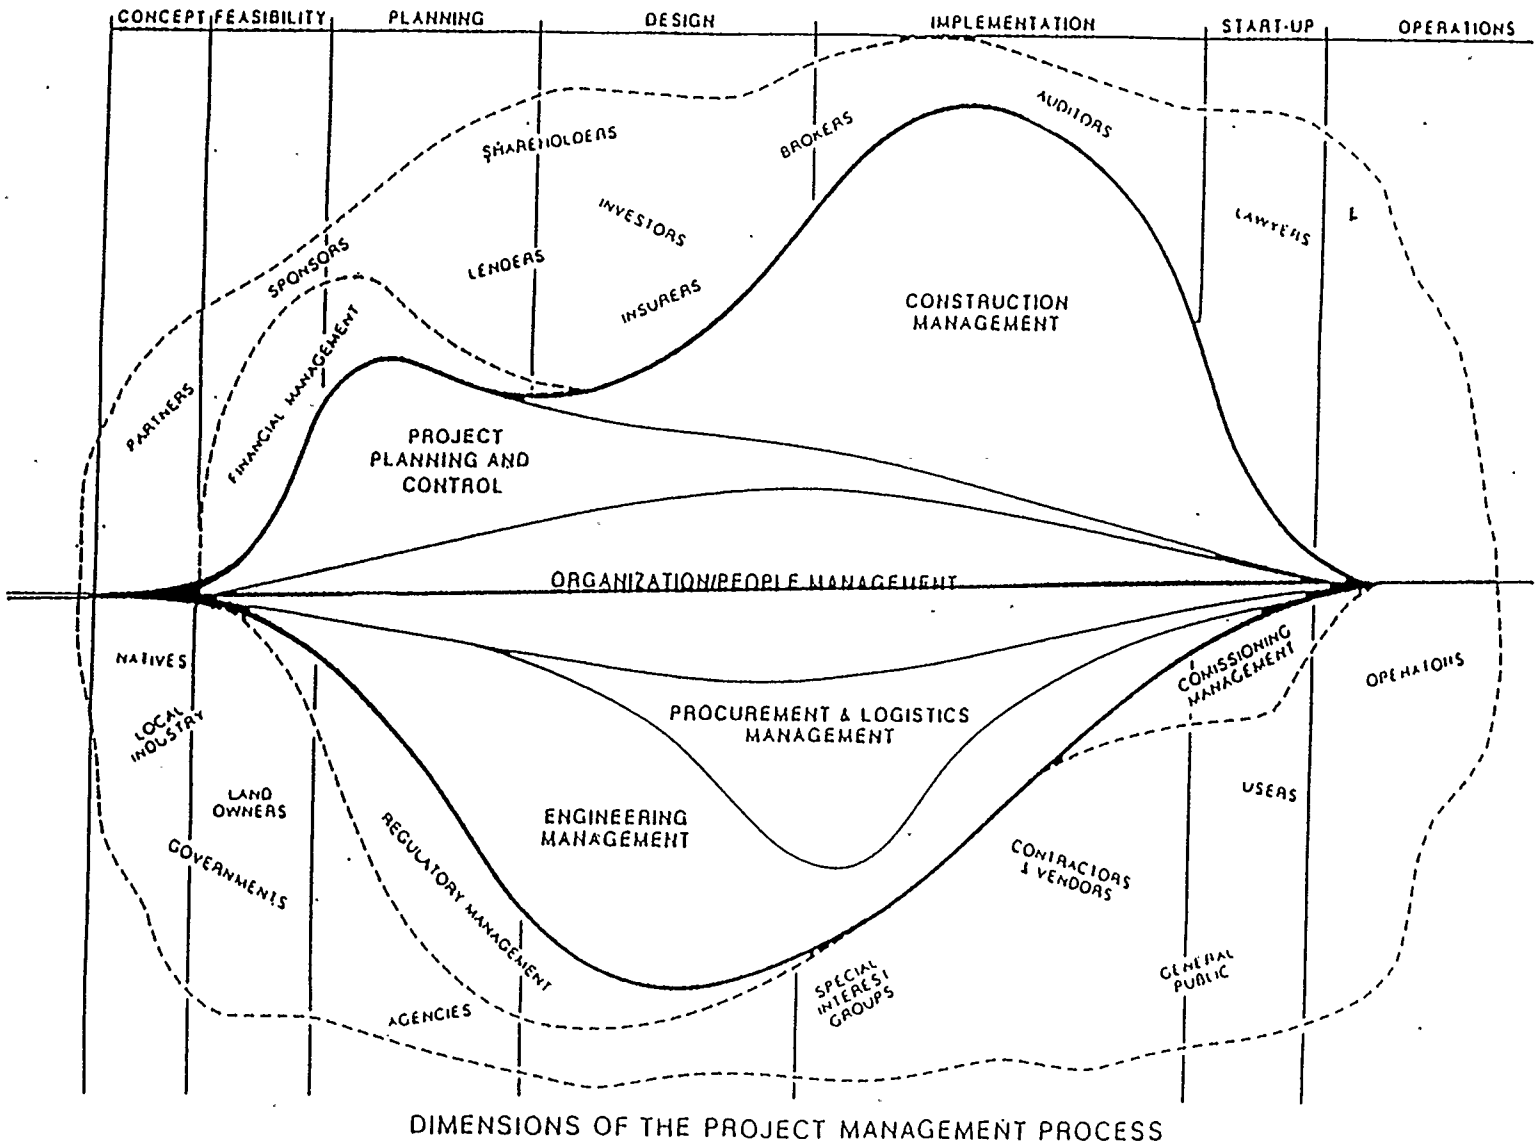 CONCEPT FEASIBILITY PLANNING DESIGN IMPLEMENTATION START-UP OPERATIONS
AUDITORS
BROKERS
SHAREHOLDERS
INVESTORS
LAWYERS
SPONSORS
LENDERS
INSURERS
CONSTRUCTION
MANAGEMENT
FINANCIAL MANAGEMENT
PARTNERS
PROJECT
PLANNING AND
CONTROL
ORGANIZATION/PEOPLE MANAGEMENT
NATIVES
COMISSIONING
MANAGEMENT
OPERATORS
LOCAL
INDUSTRY
PROCUREMENT & LOGISTICS
MANAGEMENT
LAND
OWNERS
USERS
ENGINEERING
MANAGEMENT
GOVERNMENTS
REGULATORY MANAGEMENT
CONTRACTORS
& VENDORS
SPECIAL
INTEREST
GROUPS
GENERAL
PUBLIC
AGENCIES
DIMENSIONS OF THE PROJECT MANAGEMENT PROCESS